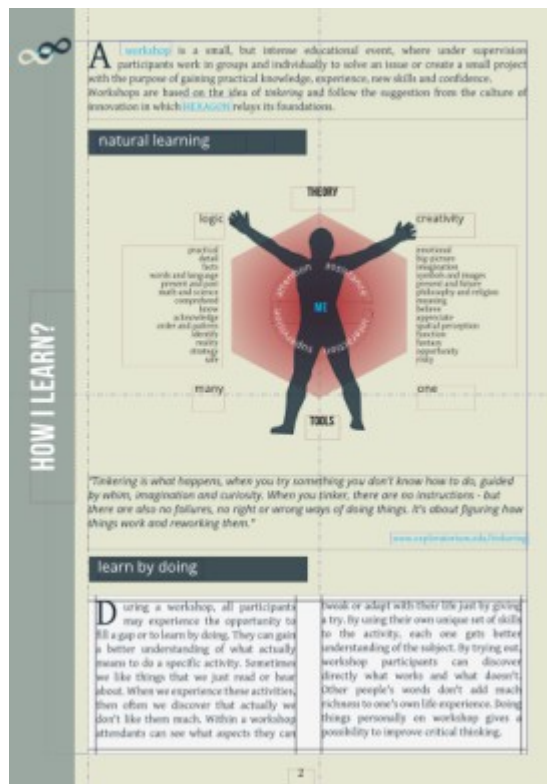 A workshop is a small, but intense educational event, where under supervision
participants work in groups and individually to solve an issue or create a small project
with the purpose of gaining practical knowledge, experience, new skills and confidence.
Workshops are based on the idea of tinkering and follow the suggestion from the culture of
innovation in which HEXAGON relays its foundations.
natural learning
THEORY
logic
creativity
practical
detail
facts
words and language
present and past
math and science
comprehend
know
acknowledge
order and pattern
identify
reality
strategy
safe
attention
assistance
ME
emotional
big picture
imagination
symbols and images
present and future
philosophy and religion
meaning
believe
appreciate
spatial perception
function
fantasy
opportunity
risky
many
one
TOOLS
HOW I LEARN?
"Tinkering is what happens, when you try something you don't know how to do, guided
by whim, imagination and curiosity. When you tinker, there are no instructions - but
there are also no failures, no right or wrong ways of doing things. It's about figuring how
things work and reworking them."
www.exploratorium.edu/tinkering
learn by doing
During a workshop, all participants
may experience the opportunity to
fill a gap or to learn by doing. They can gain
a better understanding of what actually
means to do a specific activity. Sometimes
we like things that we just read or hear
about. When we experience these activities,
then often we discover that actually we
don't like them much. Within a workshop
attendants can see what aspects they can
tweak or adapt with their life just by giving
a try. By using their own unique set of skills
to the activity, each one gets better
understanding of the subject. By trying out,
workshop participants can discover
directly what works and what doesn't.
Other people's words don't add much
richness to one's own life experience. Doing
things personally on workshop gives a
possibility to improve critical thinking.
2